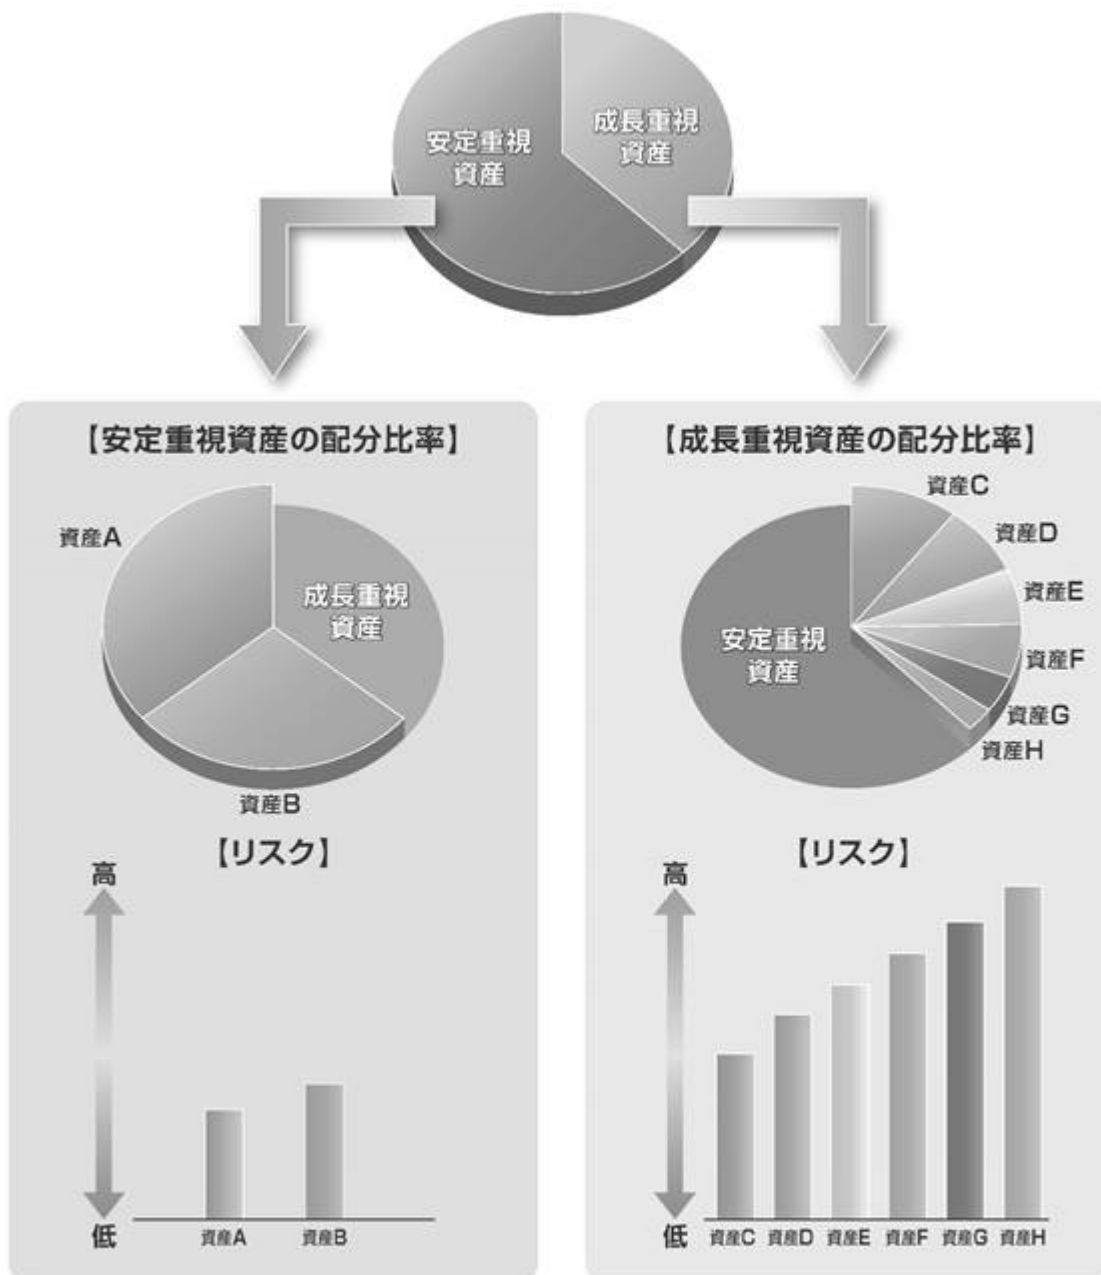 安定重視
資産
成長重視
資産
【安定重視資産の配分比率】
資産A
成長重視
資産
資産B
【リスク】
高
低
資産A
資産B
【成長重視資産の配分比率】
資産C
資産D
資産E
資産F
資産G
資産H
安定重視
資産
【リスク】
高
低
資産C
資産D
資産E
資産F
資産G
資産H